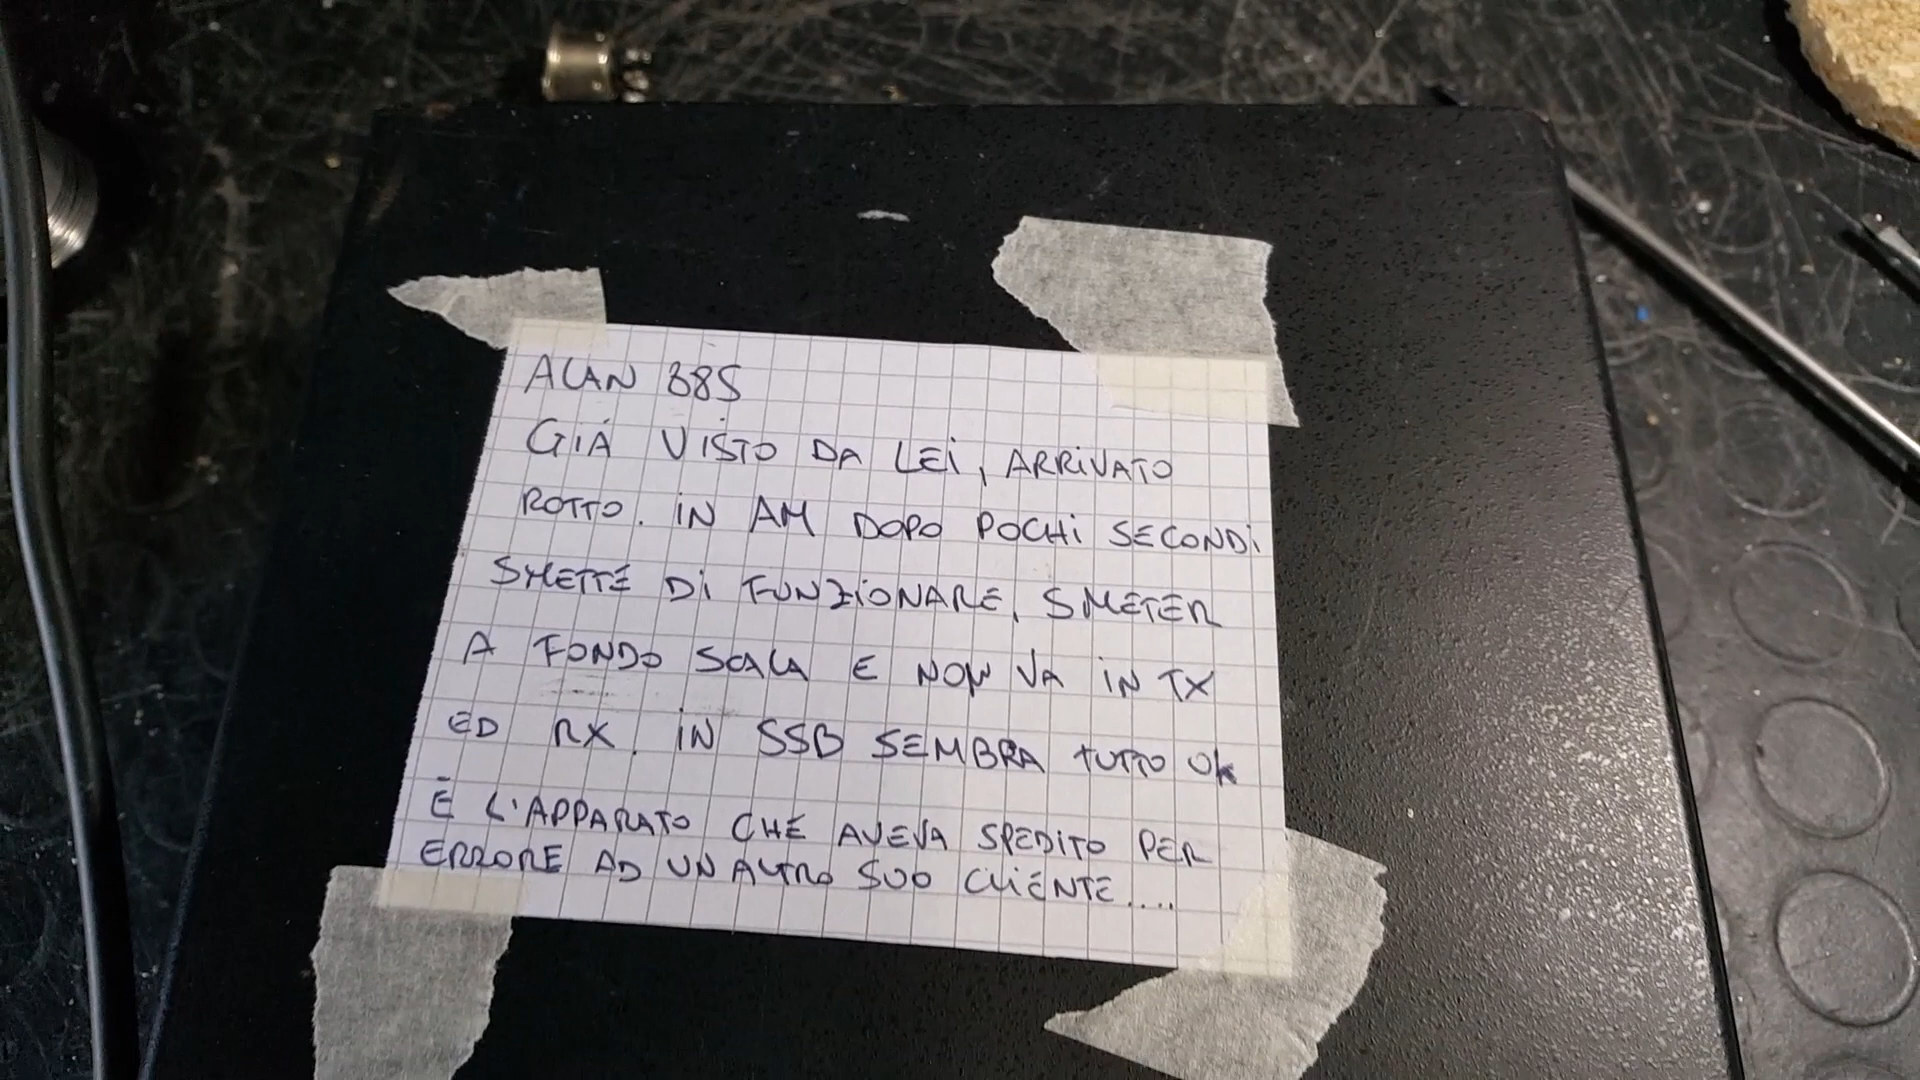 ALAN 88S
GIÁ VISTO DA LEI, ARRIVATO
ROTTO. IN AM DOPO POCHI SECONDI
SMETTE DI FUNZIONARE, SMETER
A FONDO SCALA E NON VA IN TX
ED RX. IN SSB SEMBRA TUTTO OK
É L'APPARATO CHE AVEVA SPEDITO PER
ERRORE AD UN ALTRO SUO CLIENTE....